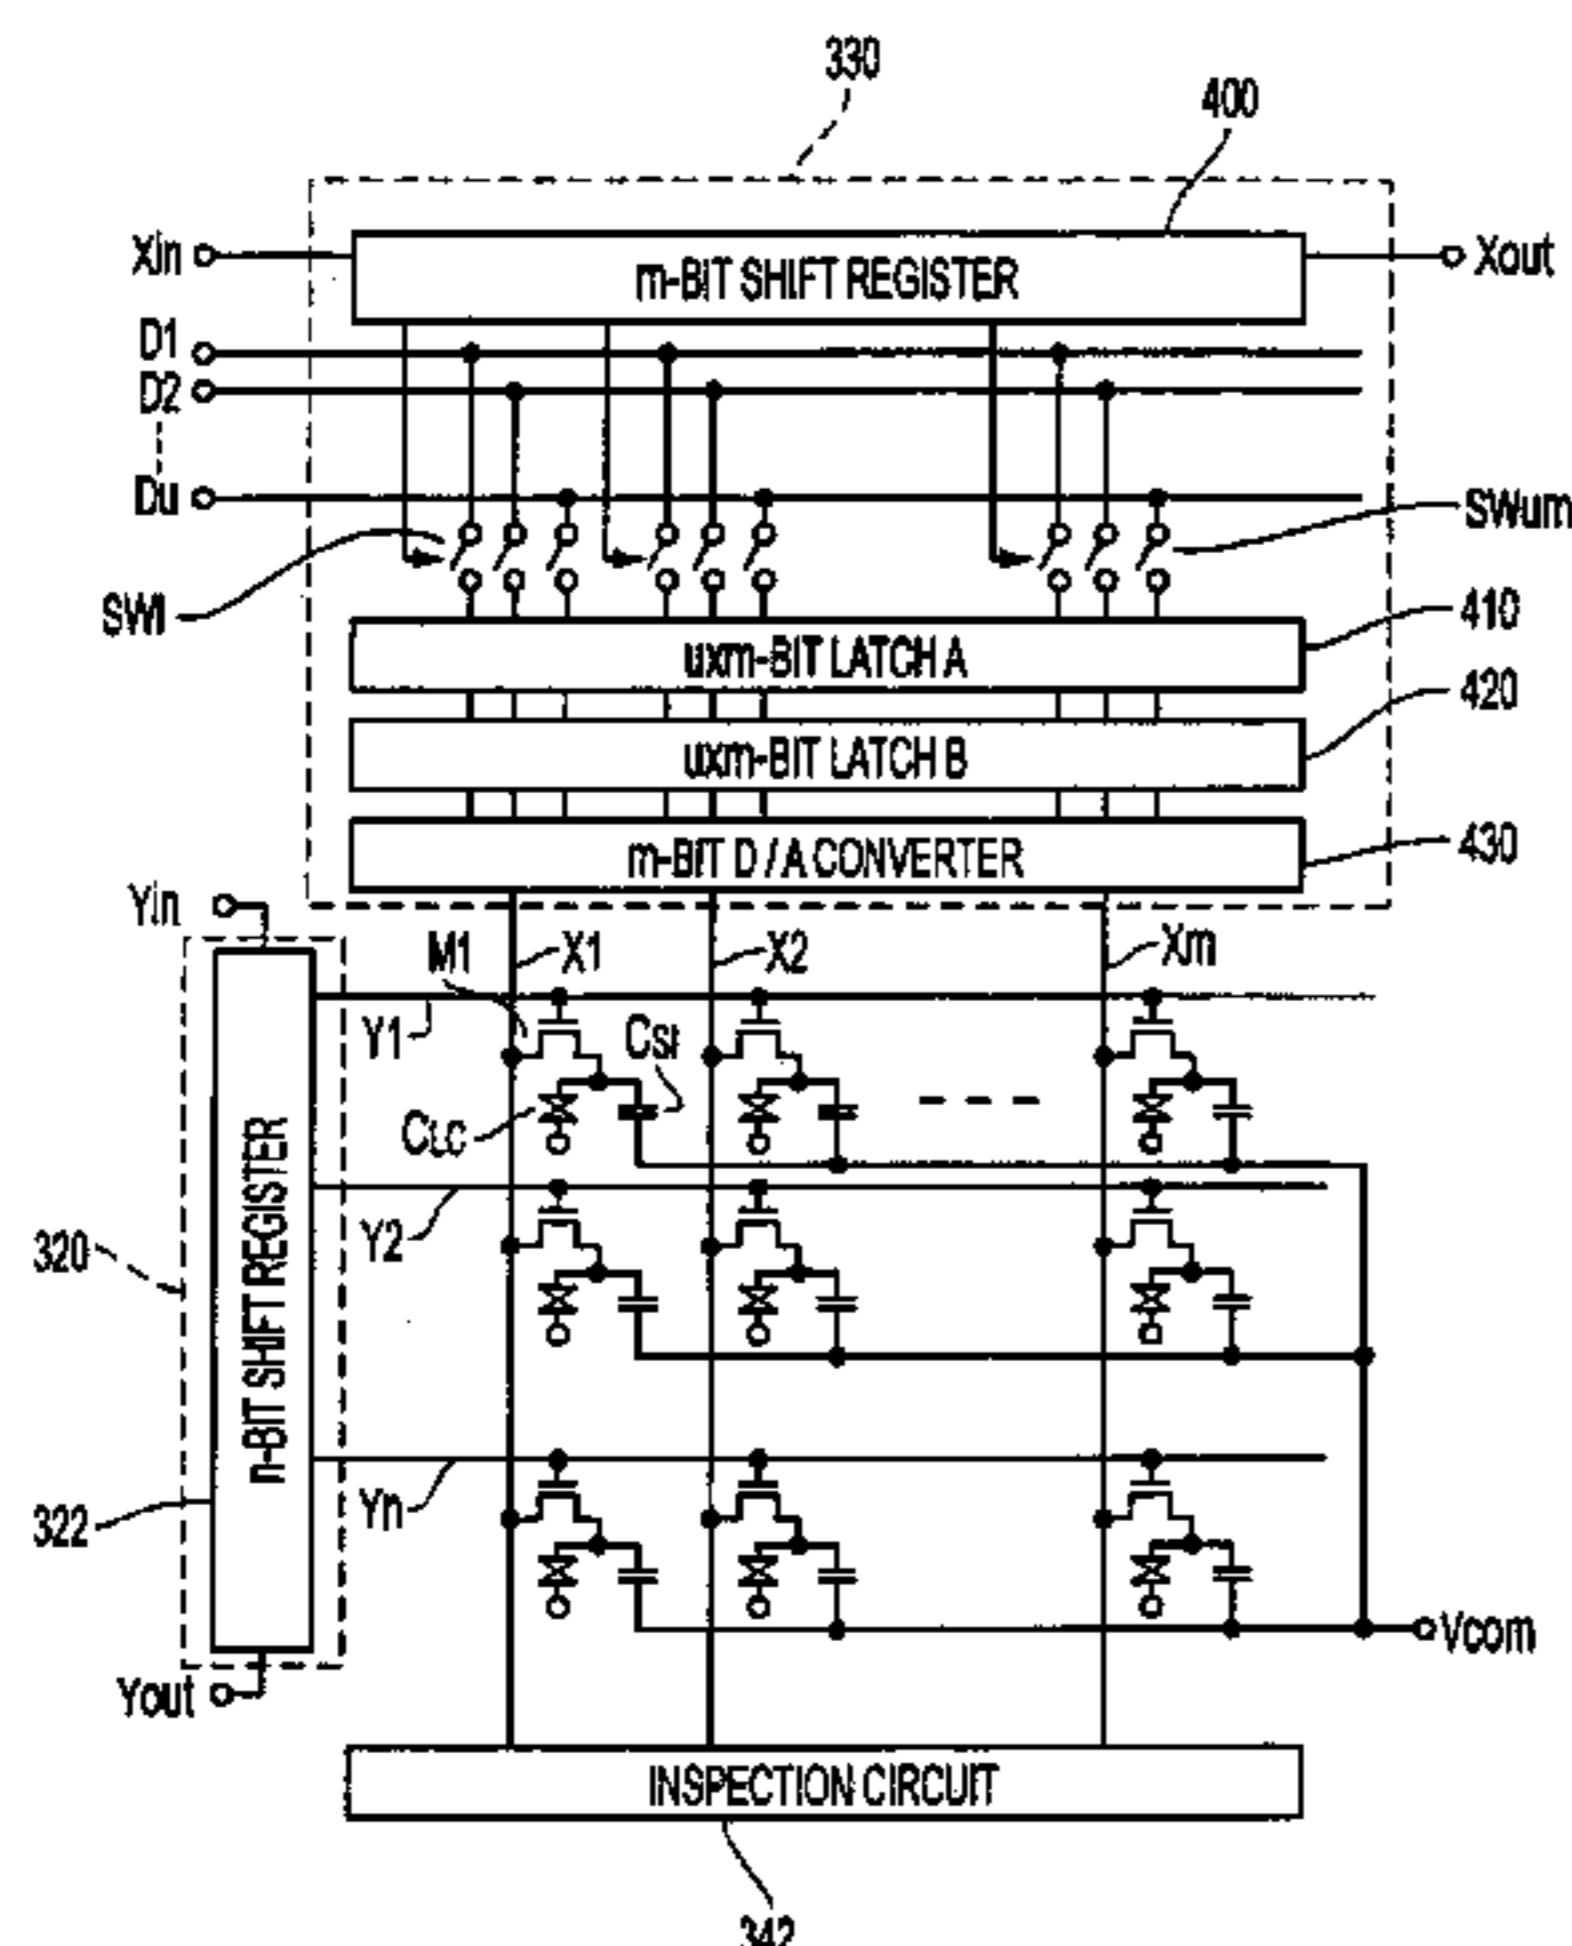 330
400
Xin
m-BIT SHIFT REGISTER
Xout
D1
D2
Du
SWum
SW1
uxm-BIT LATCH A
410
uxm-BIT LATCH B
420
m-BIT D / A CONVERTER
430
Yin
M1
X1
X2
Xm
Y1
Cst
CLC
n-BIT SHIFT REGISTER
Y2
320
Yn
322
Vcom
Yout
INSPECTION CIRCUIT
342